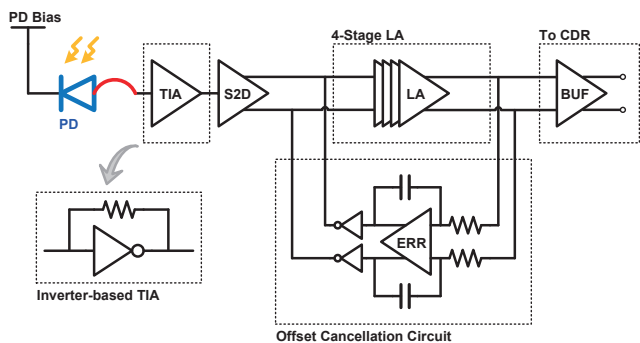 PD Bias
4-Stage LA
To CDR
TIA
S2D
LA
BUF
PD
ERR
Inverter-based TIA
Offset Cancellation Circuit